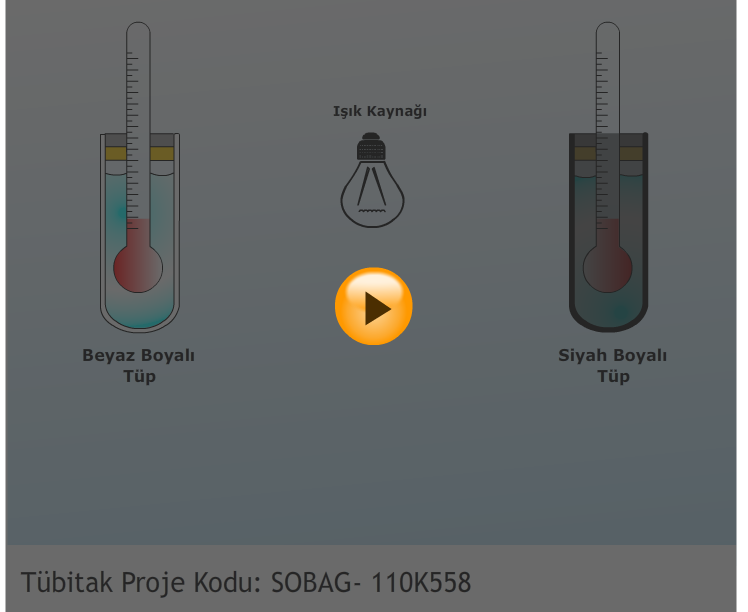 Işık Kaynağı
Beyaz Boyalı
Tüp
Siyah Boyalı
Tüp
Tübitak Proje Kodu: SOBAG- 110K558